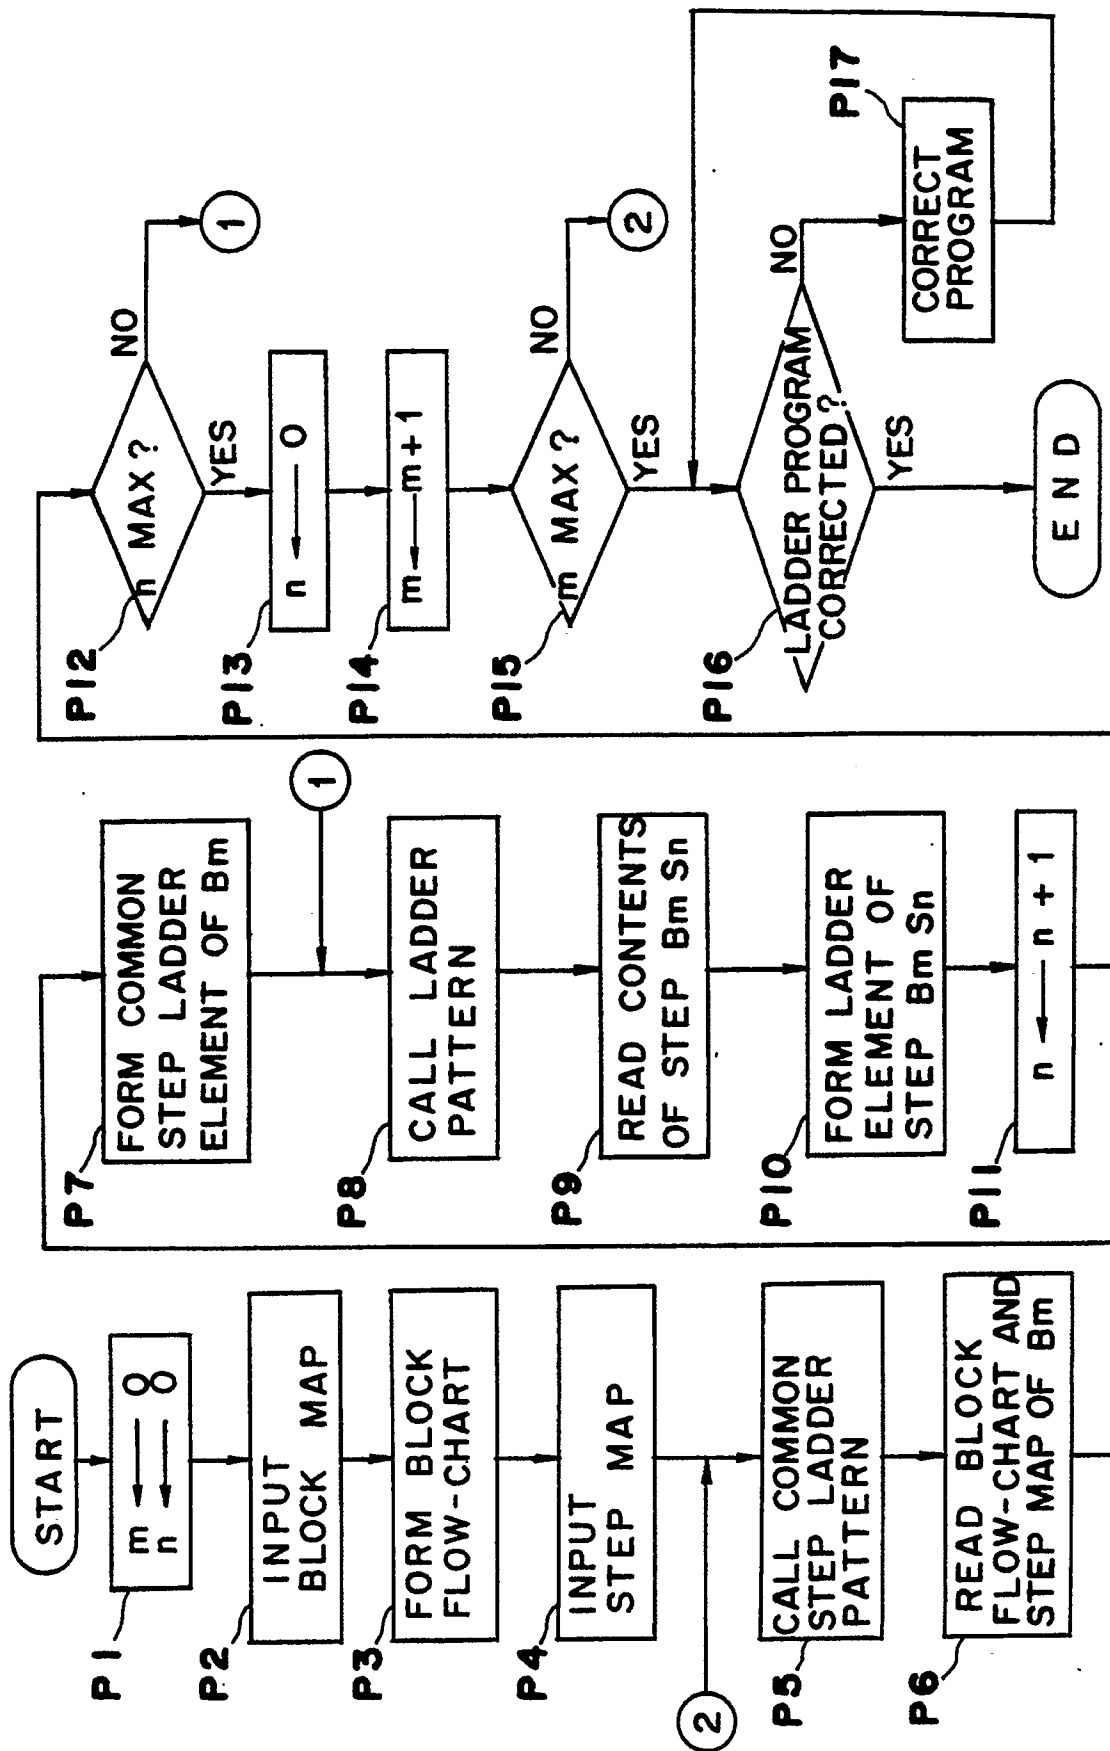 START
P1
m ← 0
n ← 0
P2
INPUT
BLOCK MAP
P3
FORM BLOCK
FLOW-CHART
P4
INPUT
STEP MAP
2
P5
CALL COMMON
STEP LADDER
PATTERN
P6
READ BLOCK
FLOW-CHART AND
STEP MAP OF Bm
P7
FORM COMMON
STEP LADDER
ELEMENT OF Bm
1
P8
CALL LADDER
PATTERN
P9
READ CONTENTS
OF STEP Bm Sn
P10
FORM LADDER
ELEMENT OF
STEP Bm Sn
P11
n ← n + 1
P12
n MAX?
NO
1
YES
P13
n ← 0
P14
m ← m + 1
P15
m MAX?
NO
2
YES
P16
LADDER PROGRAM
CORRECTED?
NO
P17
CORRECT
PROGRAM
YES
END